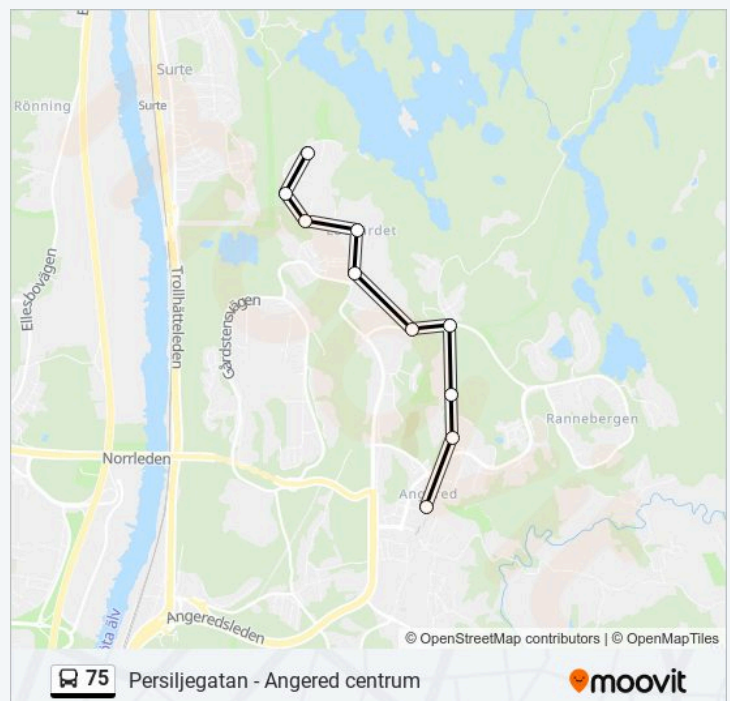 Surte
Rönning
Surte
Ellesbovägen
Trollhätteleden
Gårdstensvägen
Rannebergen
Norrleden
Angered
Angeredsleden
© OpenStreetMap contributors | © OpenMapTiles
75 Persiljegatan - Angered centrum
moovit